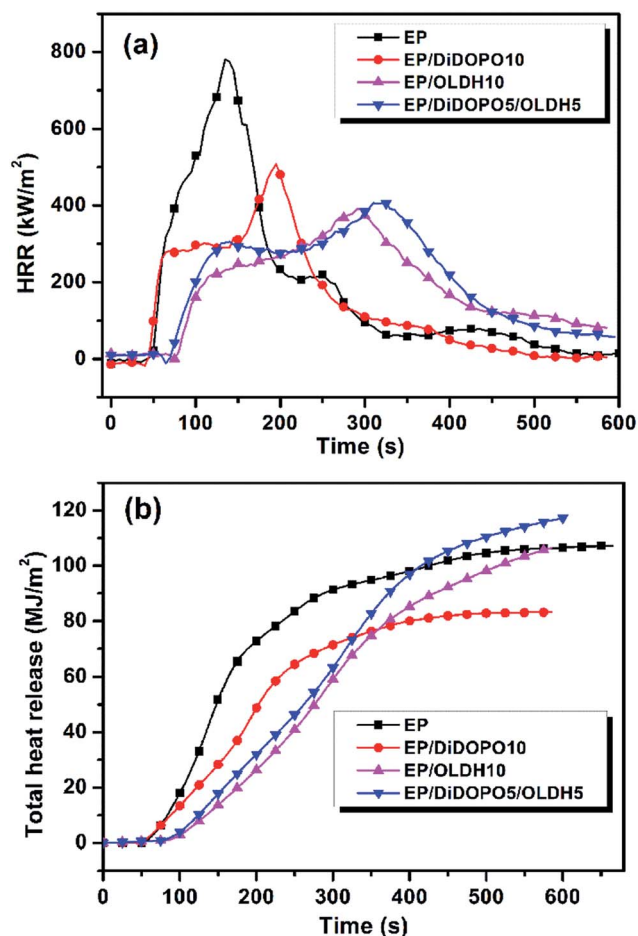 (a)
EP
EP/DiDOPO10
EP/OLDH10
EP/DiDOPO5/OLDH5
HRR (kW/m²)
800
600
400
200
0
0 100 200 300 400 500 600
Time (s)
(b)
Total heat release (MJ/m²)
120
100
80
60
40
20
0
EP
EP/DiDOPO10
EP/OLDH10
EP/DiDOPO5/OLDH5
0 100 200 300 400 500 600
Time (s)